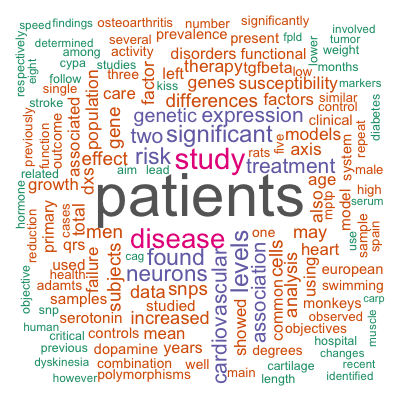 speed findings osteoarthritis number significantly
respectively determined several prevalence present fpld lower involved tumor
eight cypa among activity disorders functional weight
follow studies three factor left therapy tgfbeta low months
single kiss genes susceptibility markers
stroke care differences factors similar control
previously function outcome associated population gene genetic expression clinical diabetes
two significant models repeat
related effect risk study rats five axis system male
hormone growth dxs aim lead treatment age high
patients also mptp model serum
reduction primary cases total men disease may sample use spain
qrs found levels one heart european
used failure subjects neurons cag cardiovascular association common cells analysis using swimming
objective health adamts data snps monkeys carp
snp samples studied showed observed muscle
human serotonin increased objectives
critical controls mean degrees hospital
previous dopamine years cartilage changes
dyskinesia combination well main length recent
however polymorphisms identified